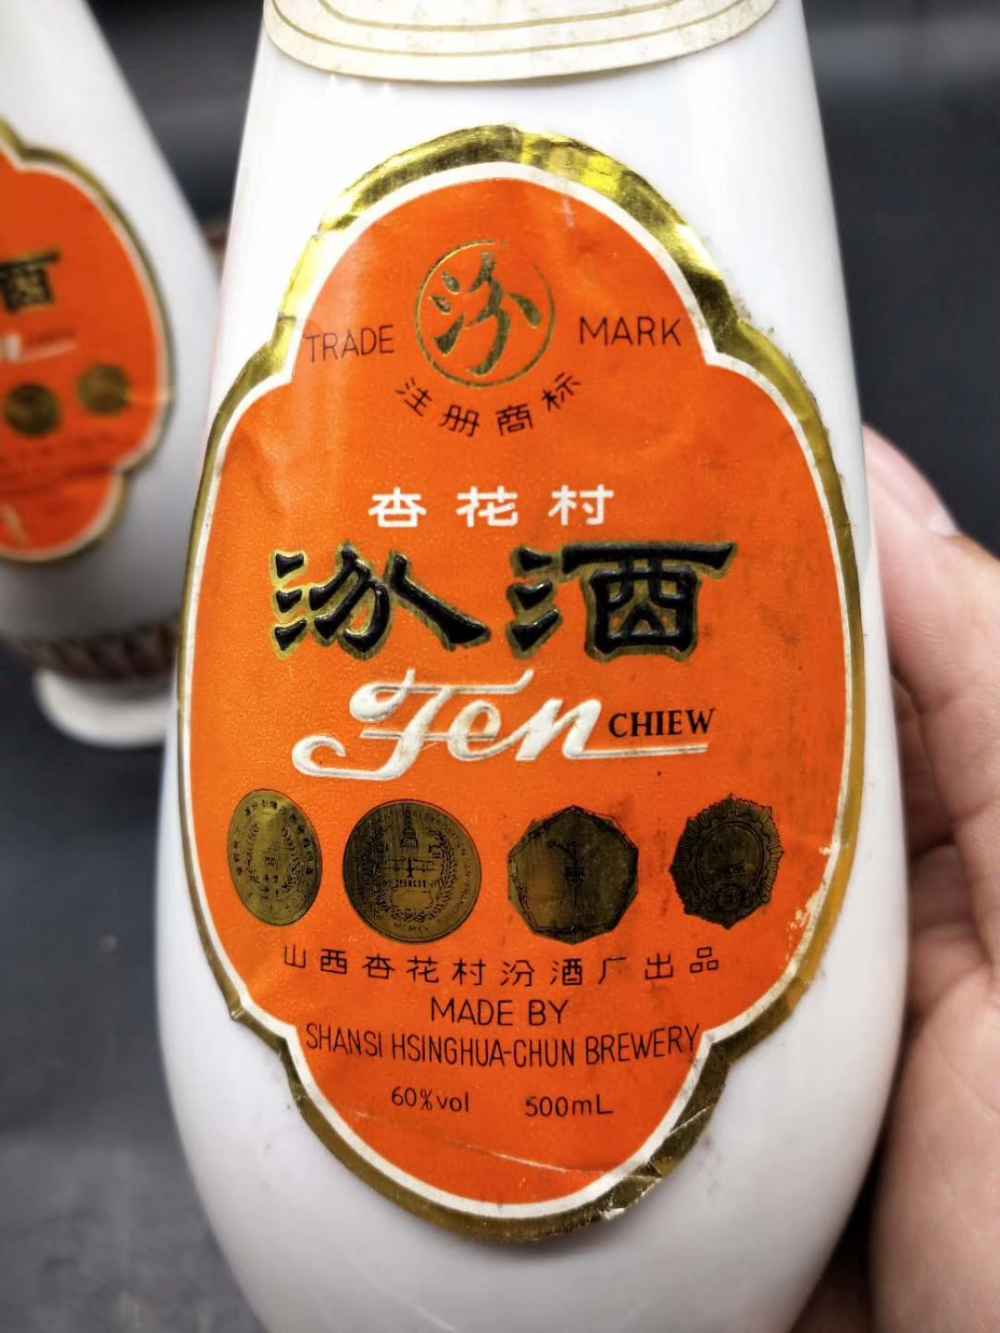 汾
TRADE MARK
注册商标
杏花村
汾酒
Fen CHIEW
山西杏花村汾酒厂出品
MADE BY
SHANSI HSINGHUA-CHUN BREWERY
60%vol 500mL
酒